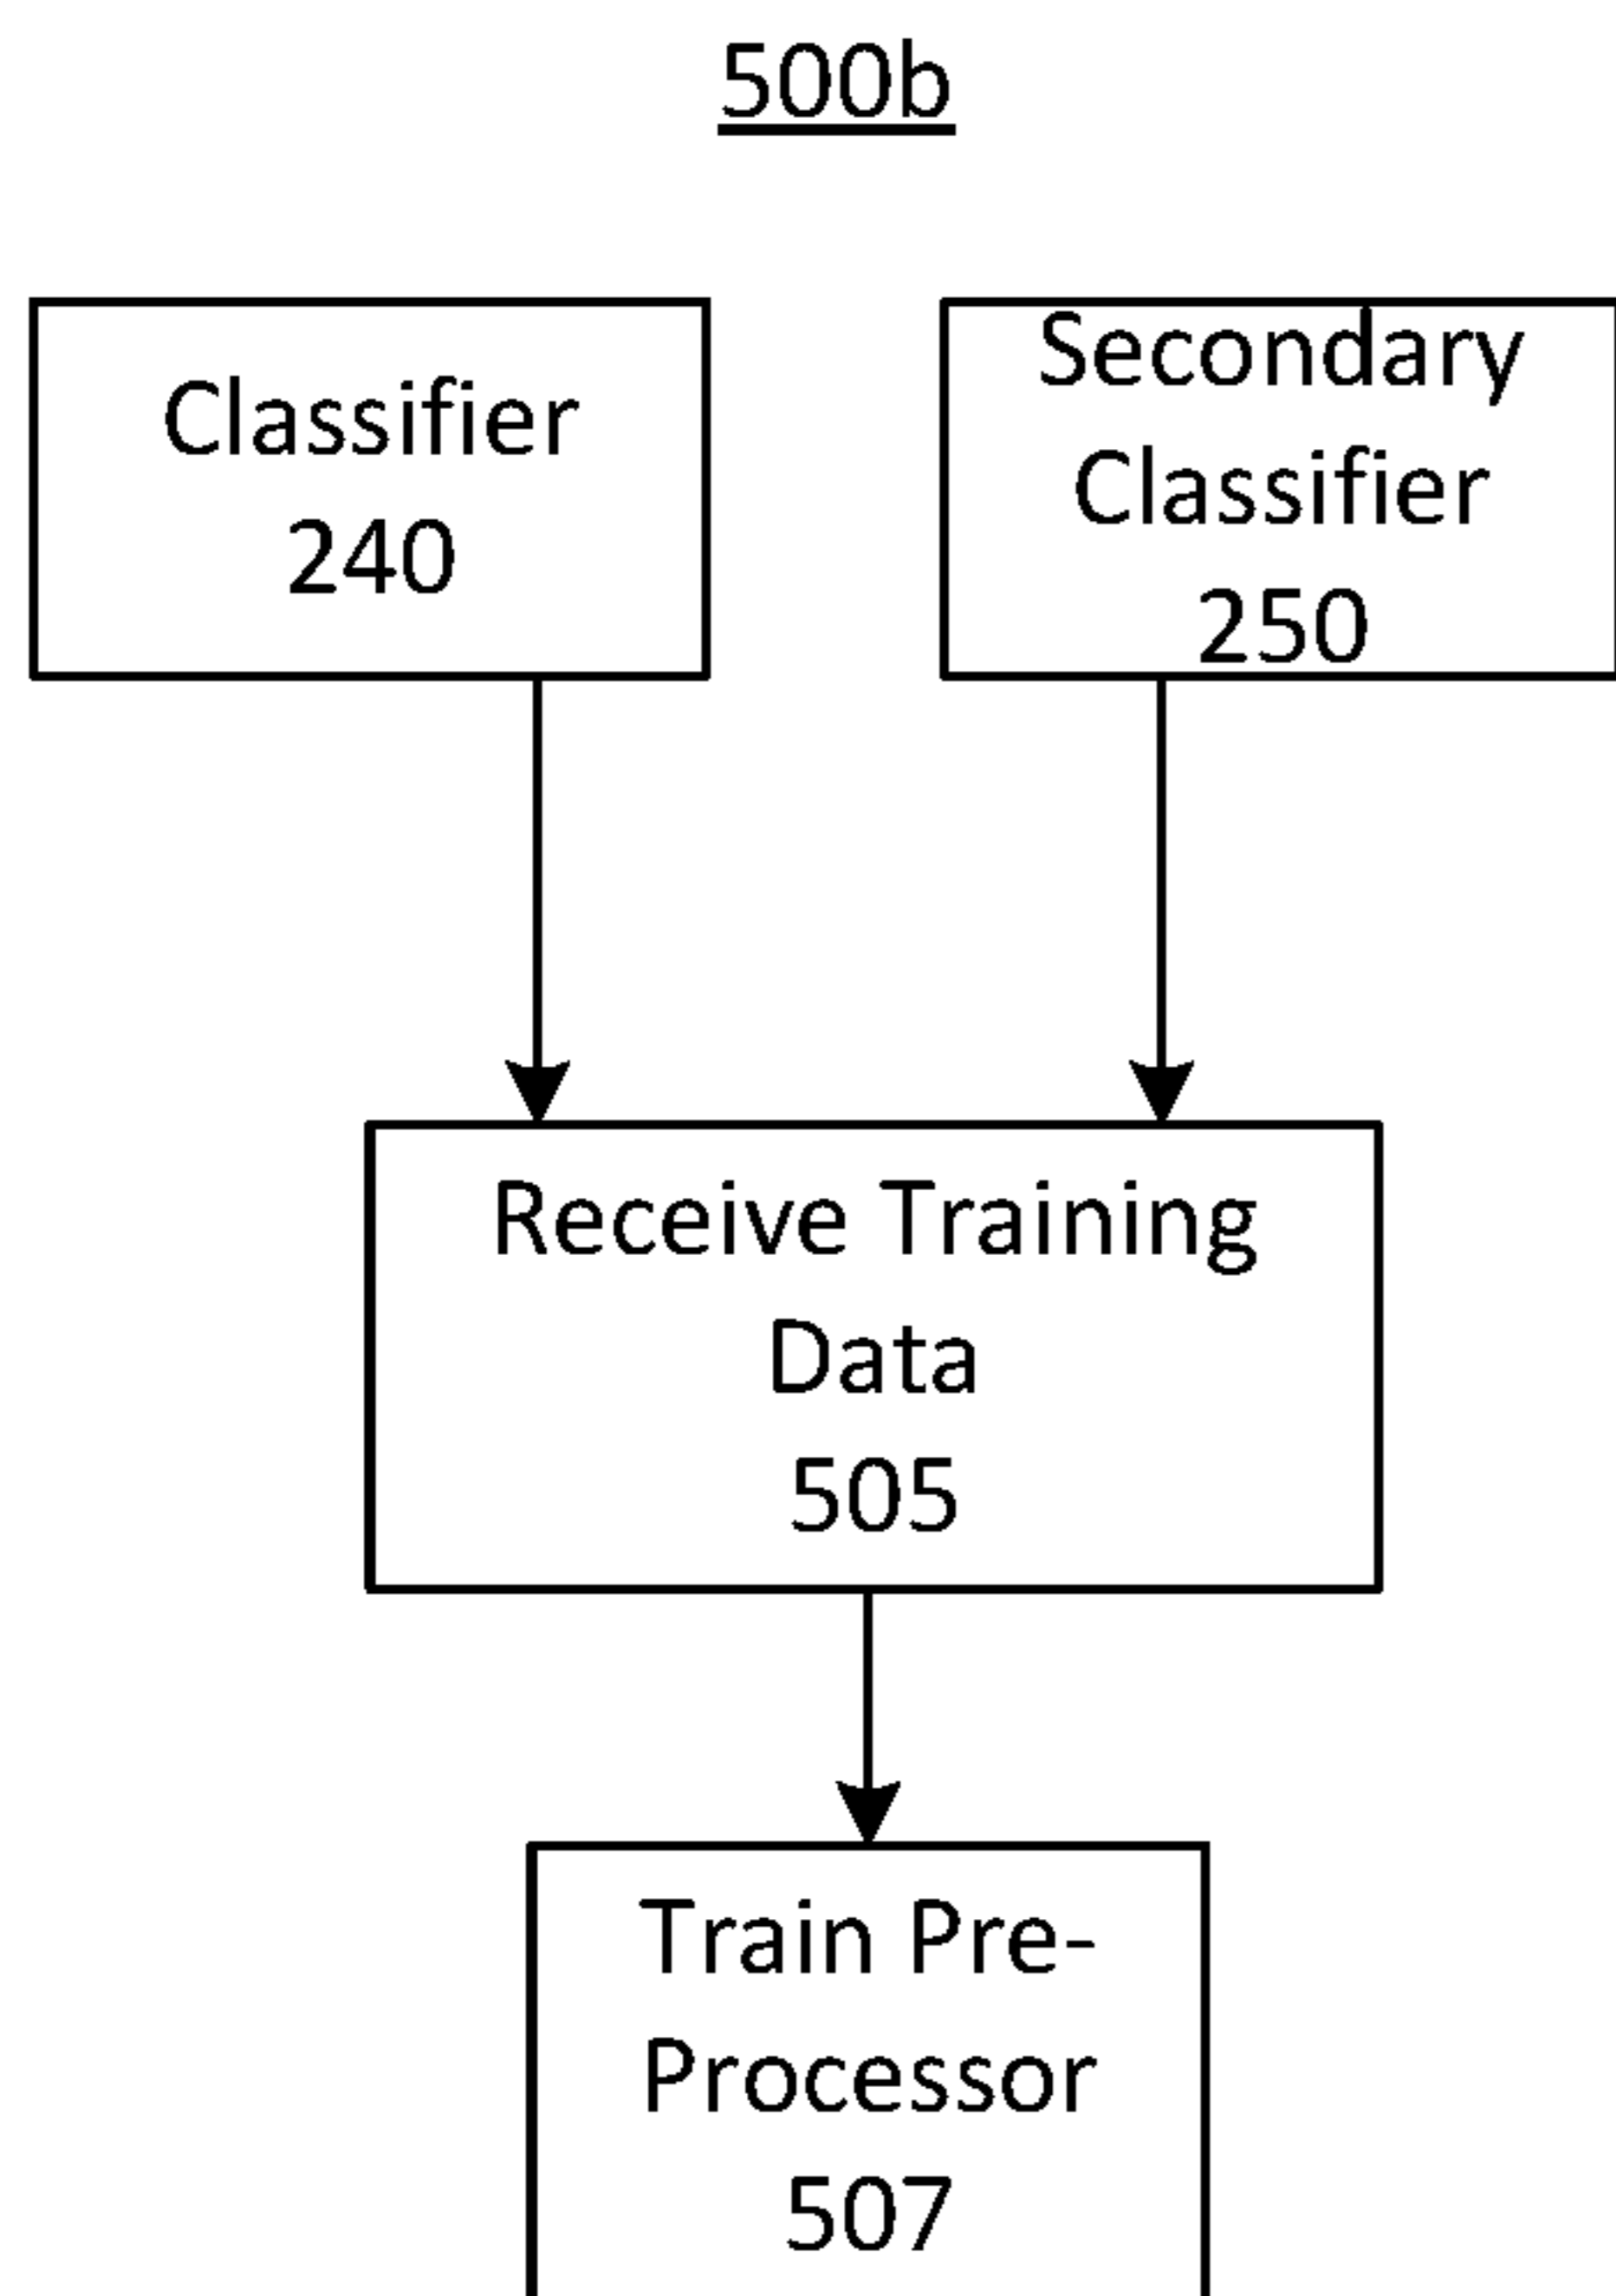 500b
Classifier
240
Secondary
Classifier
250
Receive Training
Data
505
Train Pre-
Processor
507